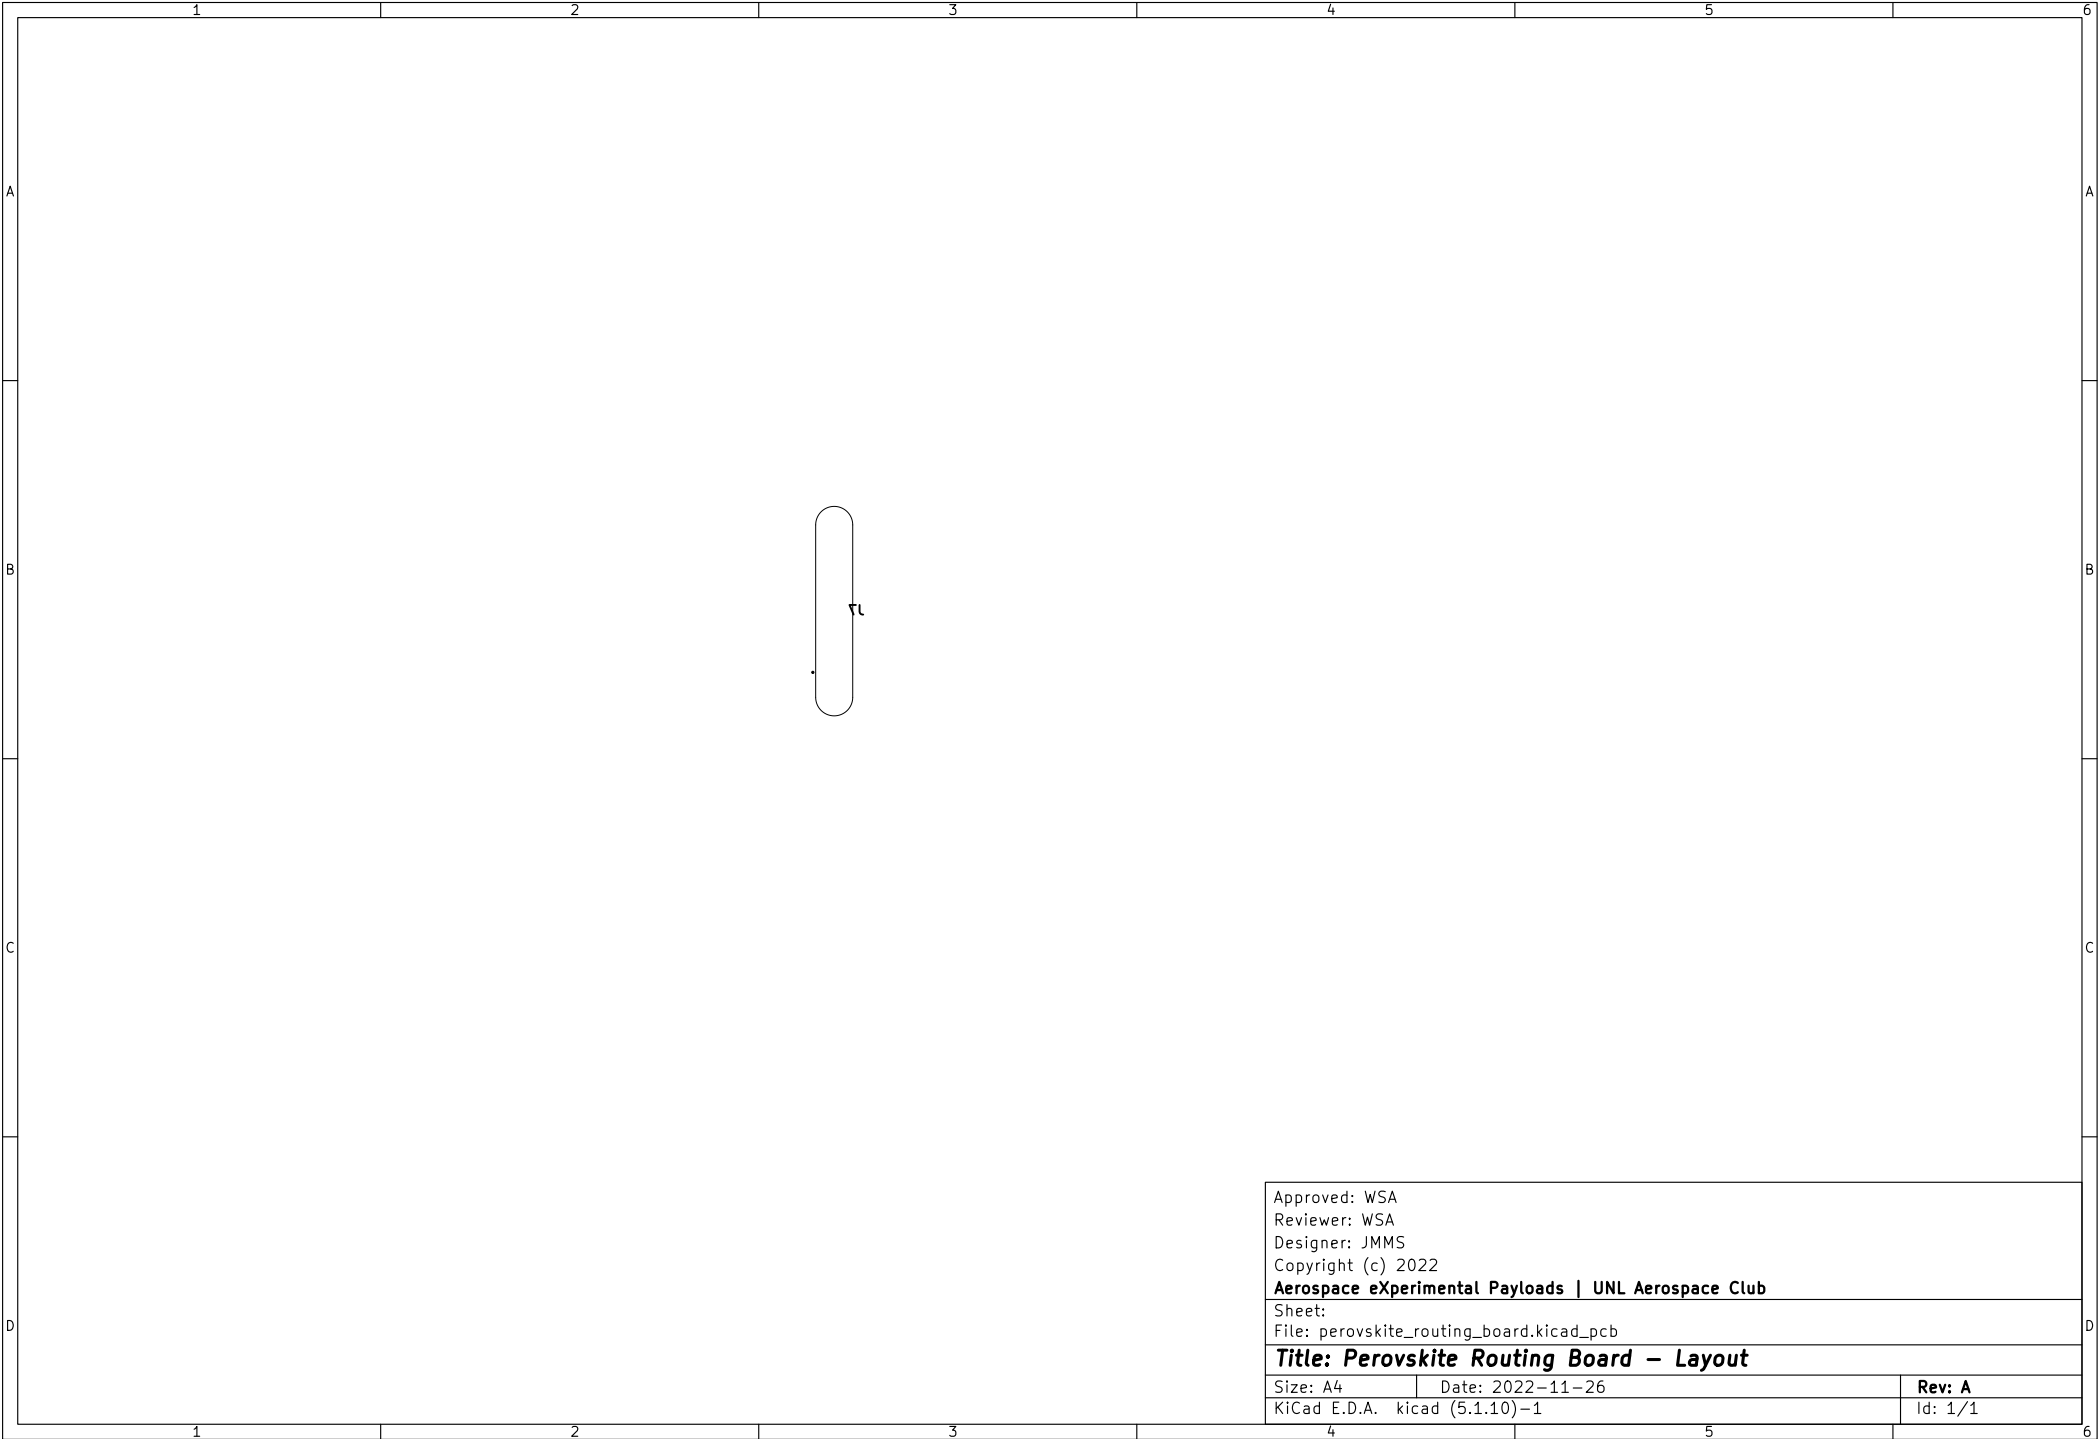 1 2 3 4 5 6
A A
B B
J7
C C
Approved: WSA
Reviewer: WSA
Designer: JMMS
Copyright (c) 2022
Aerospace eXperimental Payloads | UNL Aerospace Club
Sheet:
File: perovskite_routing_board.kicad_pcb
D D
Title: Perovskite Routing Board – Layout
Size: A4 Date: 2022–11–26 Rev: A
KiCad E.D.A. kicad (5.1.10)–1 Id: 1/1
1 2 3 4 5 6